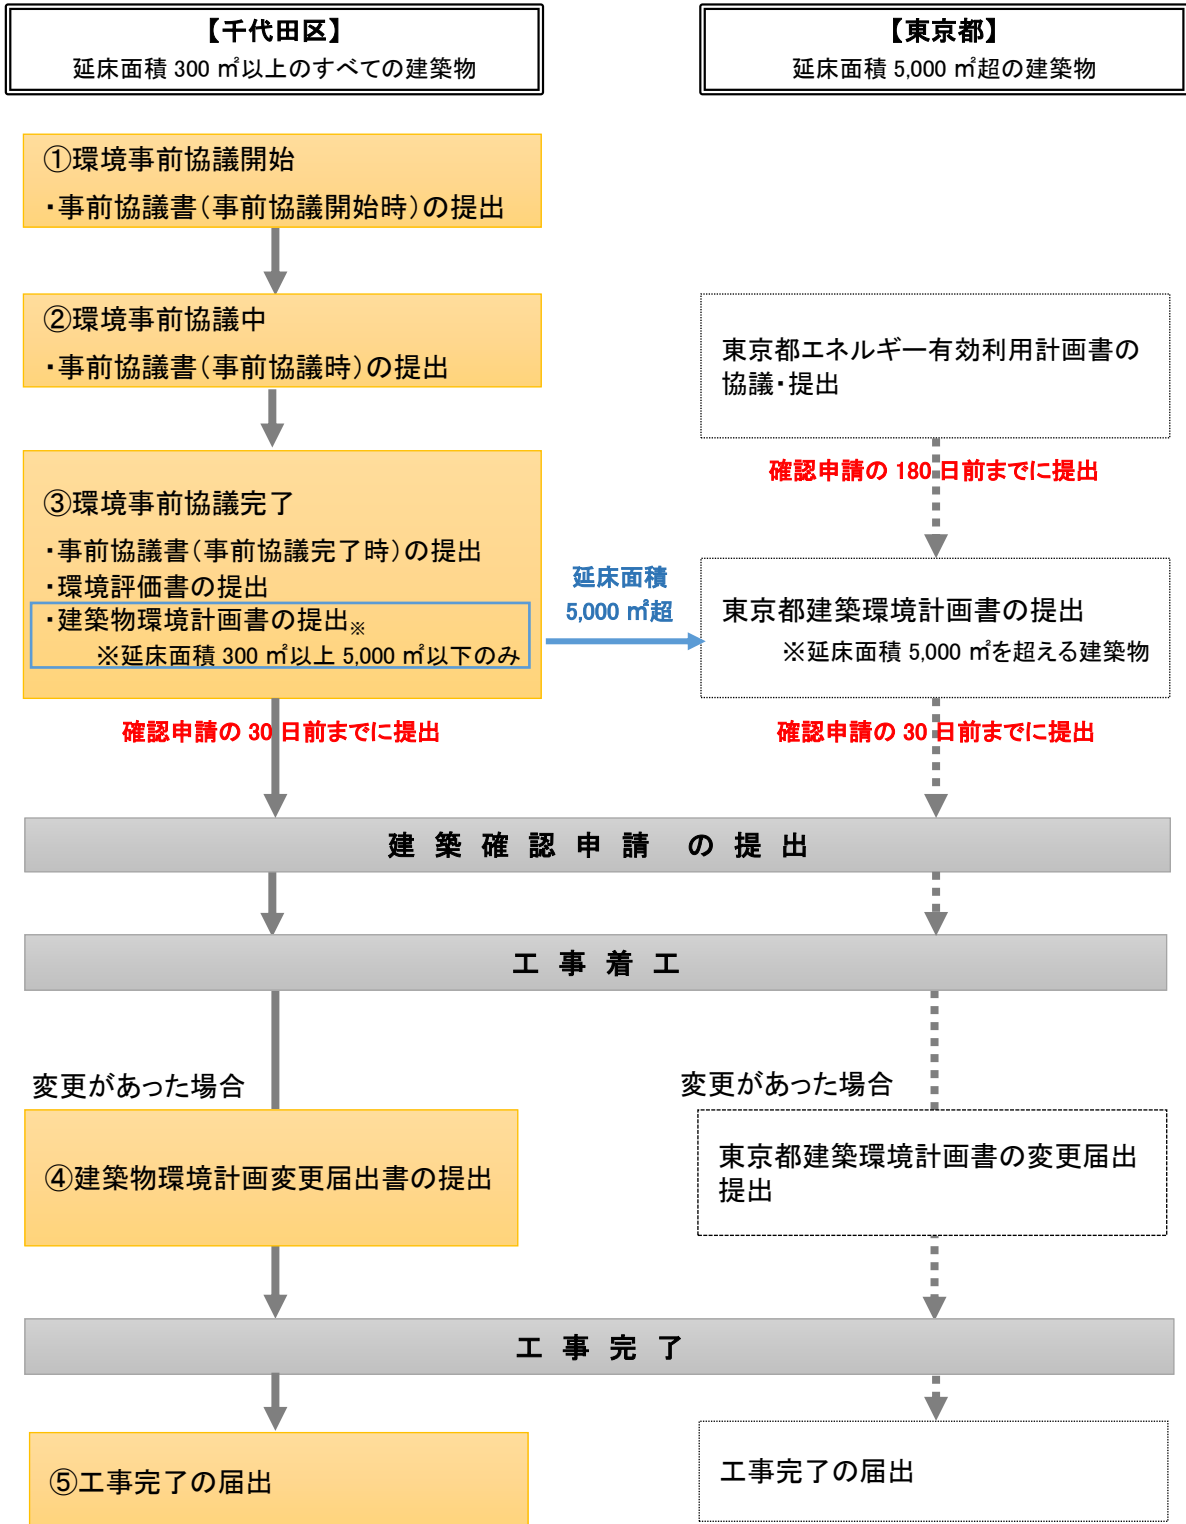 【千代田区】
延床面積 300 ㎡以上のすべての建築物
【東京都】
延床面積 5,000 ㎡超の建築物
①環境事前協議開始
・事前協議書（事前協議開始時）の提出
②環境事前協議中
・事前協議書（事前協議時）の提出
東京都エネルギー有効利用計画書の
協議・提出
確認申請の 180 日前までに提出
③環境事前協議完了
・事前協議書（事前協議完了時）の提出
・環境評価書の提出
・建築物環境計画書の提出※
※延床面積 300 ㎡以上 5,000 ㎡以下のみ
延床面積
5,000 ㎡超
東京都建築環境計画書の提出
※延床面積 5,000 ㎡を超える建築物
確認申請の 30 日前までに提出
確認申請の 30 日前までに提出
建築確認申請 の提出
工事着工
変更があった場合
変更があった場合
④建築物環境計画変更届出書の提出
東京都建築環境計画書の変更届出
提出
工事完了
⑤工事完了の届出
工事完了の届出